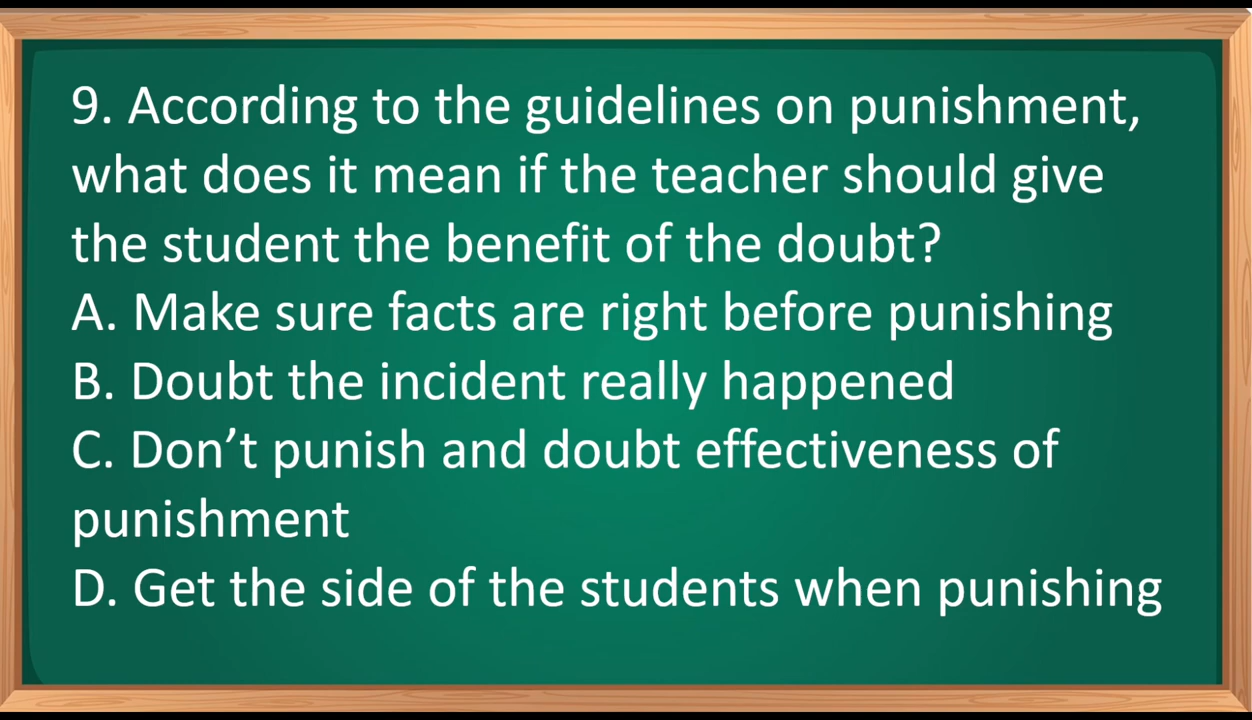 9. According to the guidelines on punishment,
what does it mean if the teacher should give
the student the benefit of the doubt?
A. Make sure facts are right before punishing
B. Doubt the incident really happened
C. Don’t punish and doubt effectiveness of
punishment
D. Get the side of the students when punishing